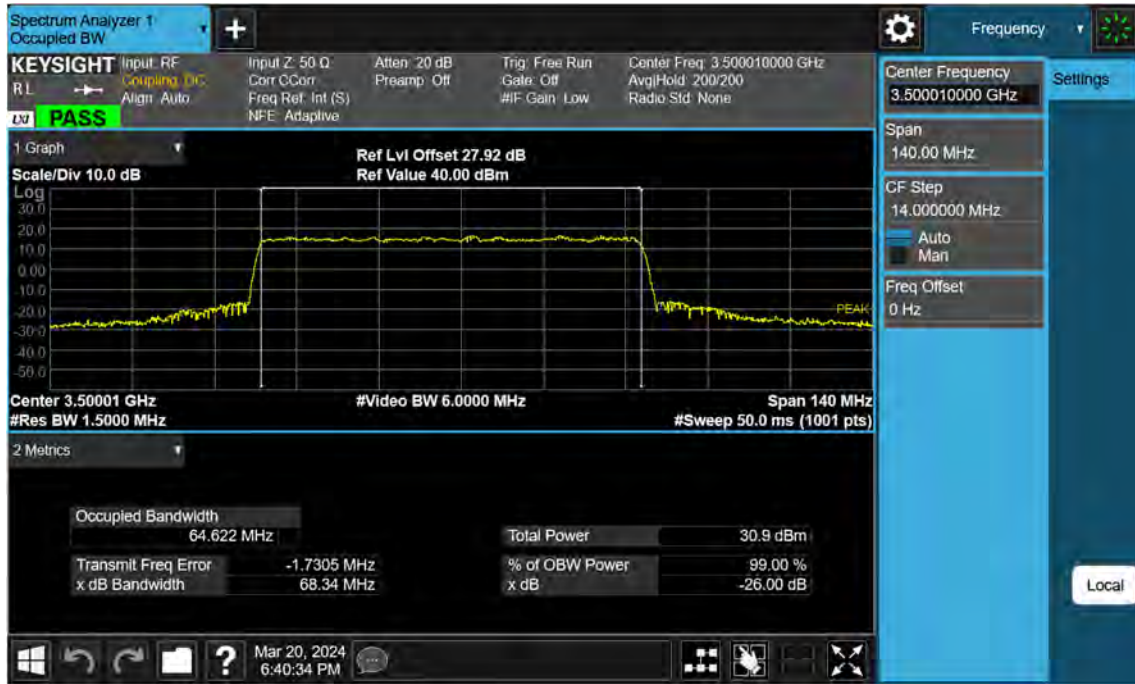 Spectrum Analyzer 1
Occupied BW
+
Frequency
KEYSIGHT
RL
LXI PASS
Input: RF
Coupling: DC
Align: Auto
Input Z: 50 Ω
Corr CCorr
Freq Ref: Int (S)
NFE: Adaptive
Atten: 20 dB
Preamp: Off
Trig: Free Run
Gate: Off
#IF Gain: Low
Center Freq: 3.500010000 GHz
Avg|Hold: 200/200
Radio Std: None
Center Frequency
3.500010000 GHz
Settings
Span
140.00 MHz
CF Step
14.000000 MHz
Auto
Man
Freq Offset
0 Hz
1 Graph
Scale/Div 10.0 dB
Ref Lvl Offset 27.92 dB
Ref Value 40.00 dBm
Log
30.0
20.0
10.0
0.00
-10.0
-20.0
-30.0
-40.0
-50.0
PEAK
Center 3.50001 GHz
#Video BW 6.0000 MHz
Span 140 MHz
#Res BW 1.5000 MHz
#Sweep 50.0 ms (1001 pts)
2 Metrics
Occupied Bandwidth
64.622 MHz
Total Power 30.9 dBm
Transmit Freq Error -1.7305 MHz
% of OBW Power 99.00 %
x dB Bandwidth 68.34 MHz
x dB -26.00 dB
Local
?
Mar 20, 2024
6:40:34 PM